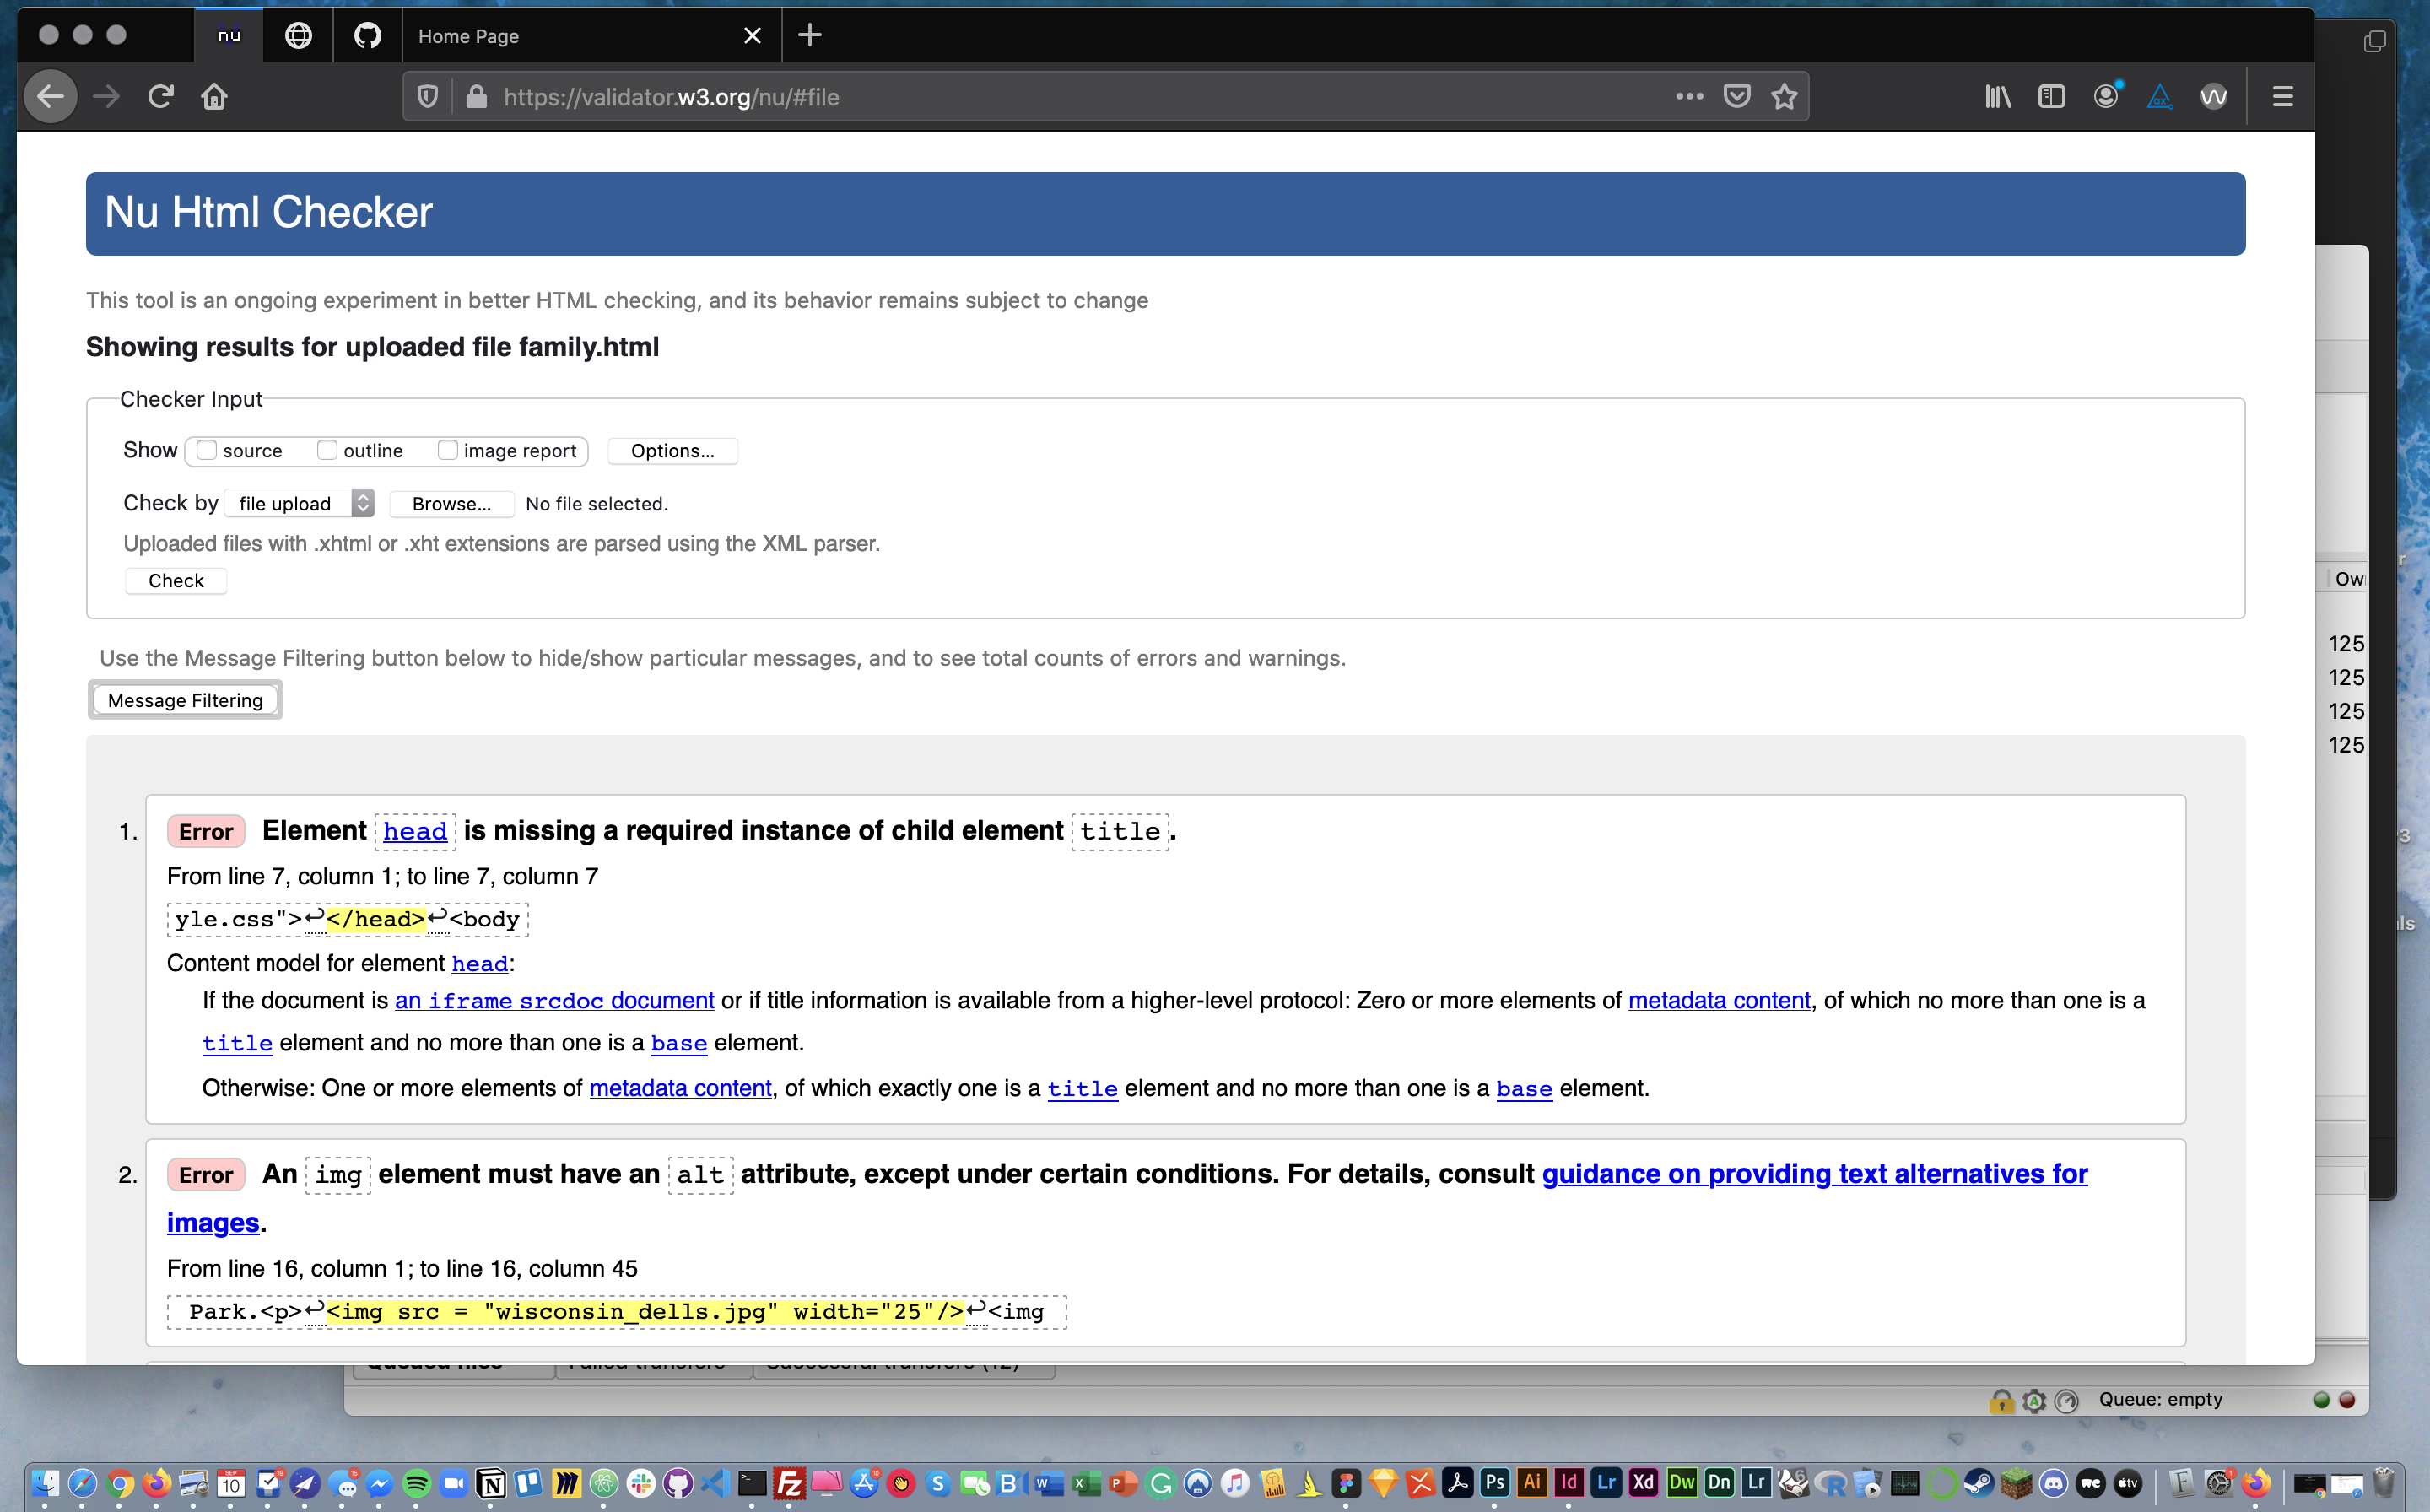 nu
Home Page
https://validator.w3.org/nu/#file
Nu Html Checker
This tool is an ongoing experiment in better HTML checking, and its behavior remains subject to change
Showing results for uploaded file family.html
Checker Input
Show source outline image report Options...
Check by file upload Browse... No file selected.
Uploaded files with .xhtml or .xht extensions are parsed using the XML parser.
Check
Own
Use the Message Filtering button below to hide/show particular messages, and to see total counts of errors and warnings.
Message Filtering
125
125
125
125
1. Error Element head is missing a required instance of child element title.
From line 7, column 1; to line 7, column 7
yle.css">↩</head>↩<body
Content model for element head:
If the document is an iframe srcdoc document or if title information is available from a higher-level protocol: Zero or more elements of metadata content, of which no more than one is a
title element and no more than one is a base element.
Otherwise: One or more elements of metadata content, of which exactly one is a title element and no more than one is a base element.
2. Error An img element must have an alt attribute, except under certain conditions. For details, consult guidance on providing text alternatives for
images.
From line 16, column 1; to line 16, column 45
Park.<p>↩<img src = "wisconsin_dells.jpg" width="25"/>↩<img
Queue: empty
SEP
10
Ps Ai Id Lr Xd Dw Dn Lr